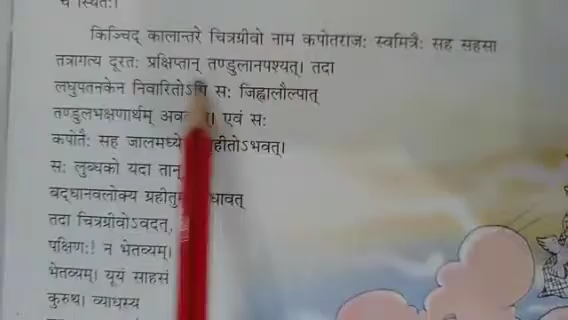 स्थितः।
किञ्चिद् कालान्तरे चित्रग्रीवो नाम कपोतराजः स्वमित्रैः सह सहसा
तत्रागत्य दूरतः प्रक्षिप्तान् तण्डुलानपश्यत्। तदा
लघुपतनकेन सः जिह्वालौल्पात्
तण्डुलभक्षणार्थम् एवं सः
कपोतैः सह जालमध्ये
सः लुब्धको यदा तान्
बद्धानवलोक्य
तदा चित्रग्रीवोऽवदत्,
पक्षिणः! न भेतव्यम्।
भेतव्यम्। यूयं साहसं
कुरुथ। व्याधस्य